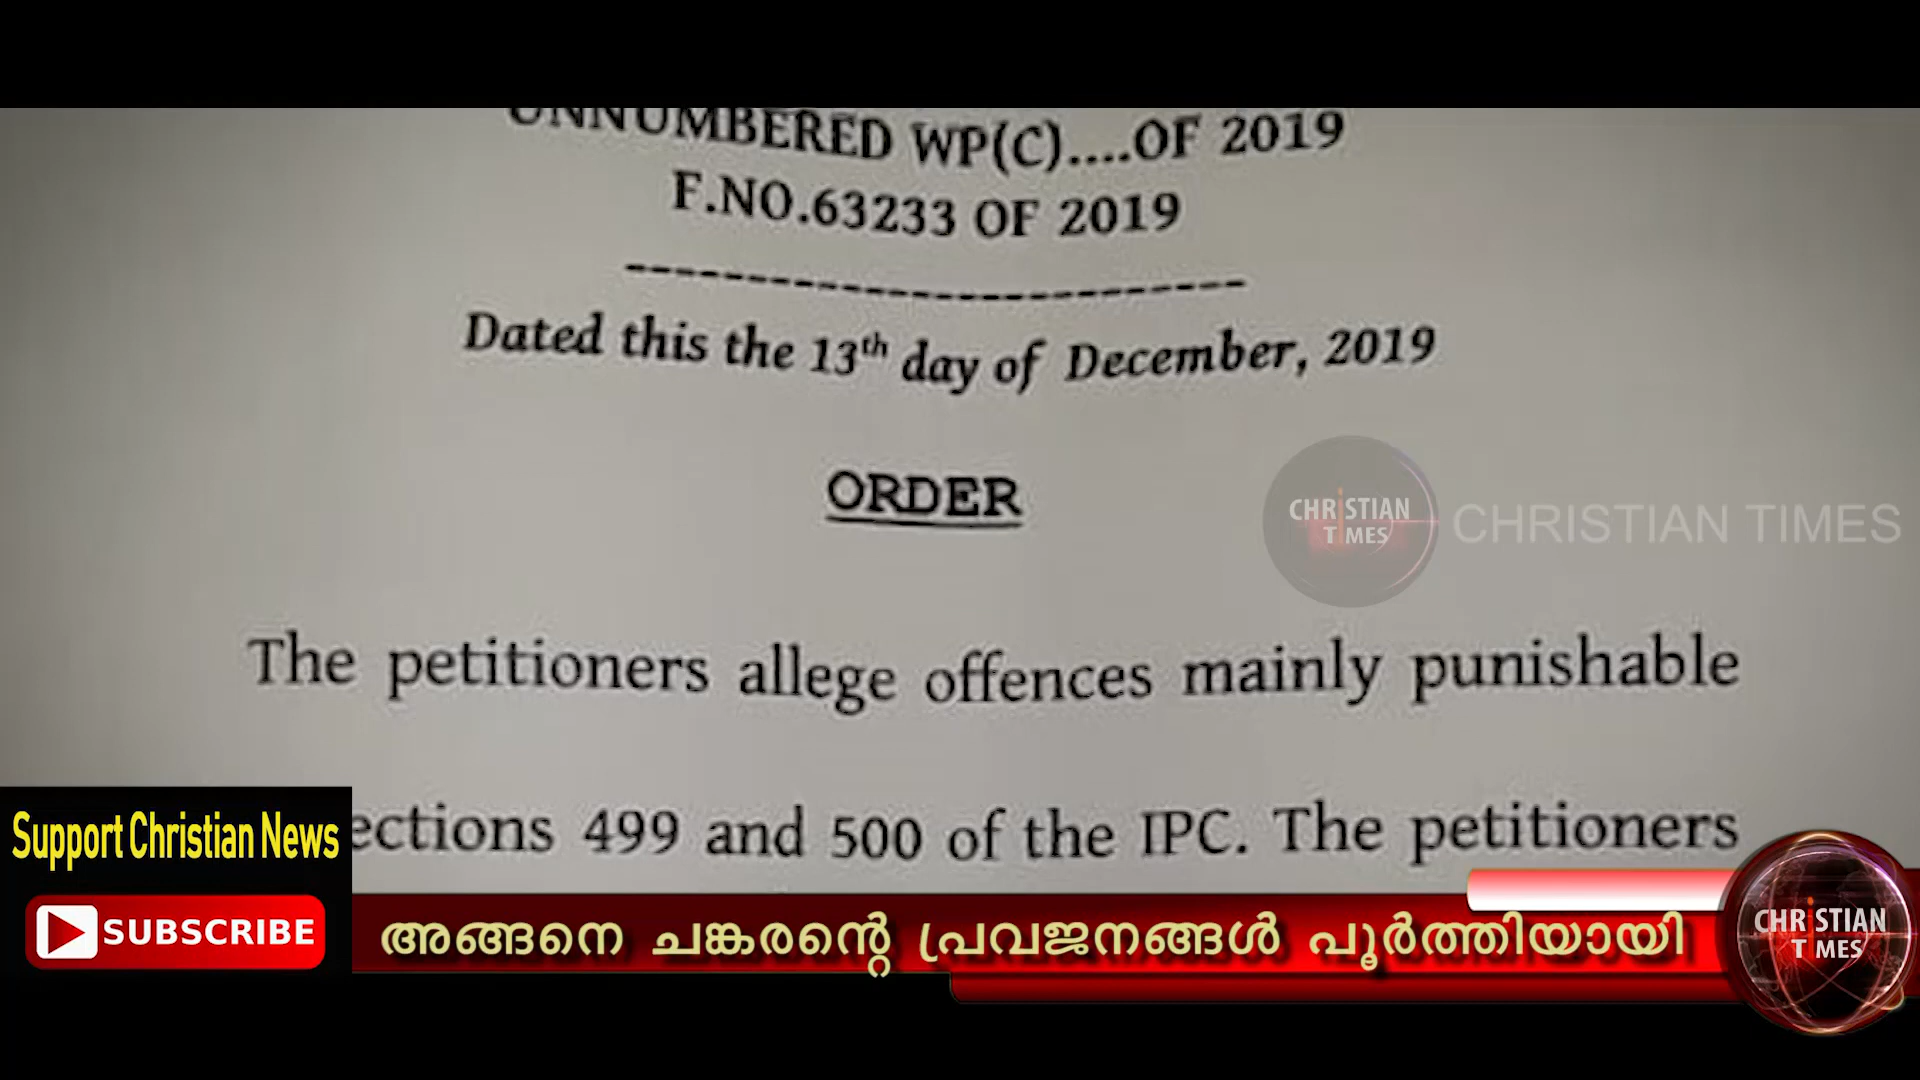 UNNUMBERED WP(C)....OF 2019
F.NO.63233 OF 2019
-----------------------------
Dated this the 13th day of December, 2019
ORDER
CHRISTIAN
TIMES
CHRISTIAN TIMES
The petitioners allege offences mainly punishable
ections 499 and 500 of the IPC. The petitioners
Support Christian News
SUBSCRIBE
അങ്ങനെ ചങ്കരന്റെ പ്രവജനങ്ങൾ പൂർത്തിയായി
CHRISTIAN
TIMES